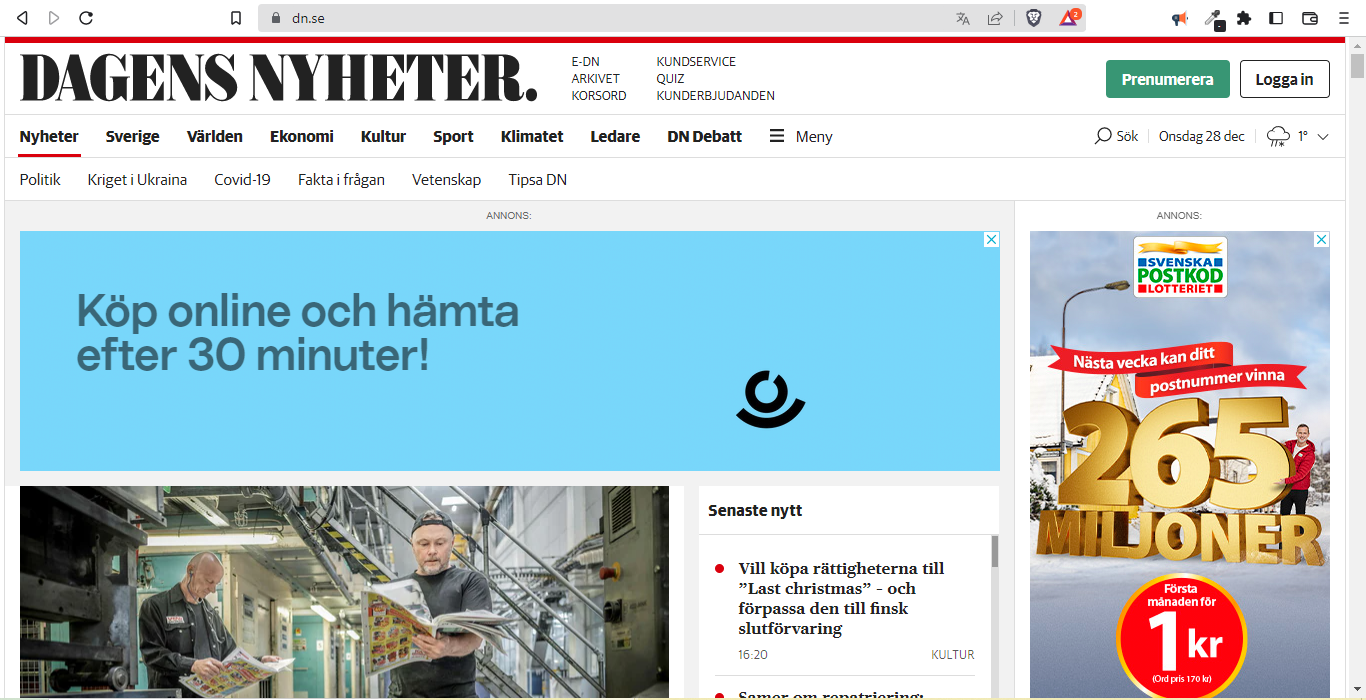 dn.se
2
DAGENS NYHETER.
E-DN
ARKIVET
KORSORD
KUNDSERVICE
QUIZ
KUNDERBJUDANDEN
Prenumerera
Logga in
Nyheter Sverige Världen Ekonomi Kultur Sport Klimatet Ledare DN Debatt Meny
Sök Onsdag 28 dec 1°
Politik Kriget i Ukraina Covid-19 Fakta i frågan Vetenskap Tipsa DN
ANNONS:
Köp online och hämta
efter 30 minuter!
Senaste nytt
Vill köpa rättigheterna till
”Last christmas” - och
förpassa den till finsk
slutförvaring
16:20 KULTUR
Samer om repatriering:
ANNONS:
SVENSKA
POSTKOD
LOTTERIET
Nästa vecka kan ditt
postnummer vinna
265
MILJONER
Första
månaden för
1 kr
(Ord pris 170 kr)